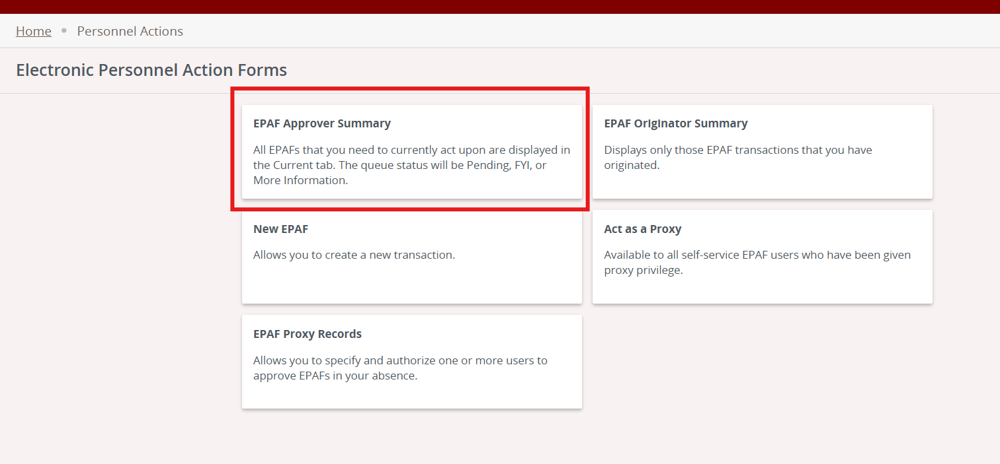 Home • Personnel Actions
Electronic Personnel Action Forms
EPAF Approver Summary
All EPAFs that you need to currently act upon are displayed in
the Current tab. The queue status will be Pending, FYI, or
More Information.
EPAF Originator Summary
Displays only those EPAF transactions that you have
originated.
New EPAF
Allows you to create a new transaction.
Act as a Proxy
Available to all self-service EPAF users who have been given
proxy privilege.
EPAF Proxy Records
Allows you to specify and authorize one or more users to
approve EPAFs in your absence.